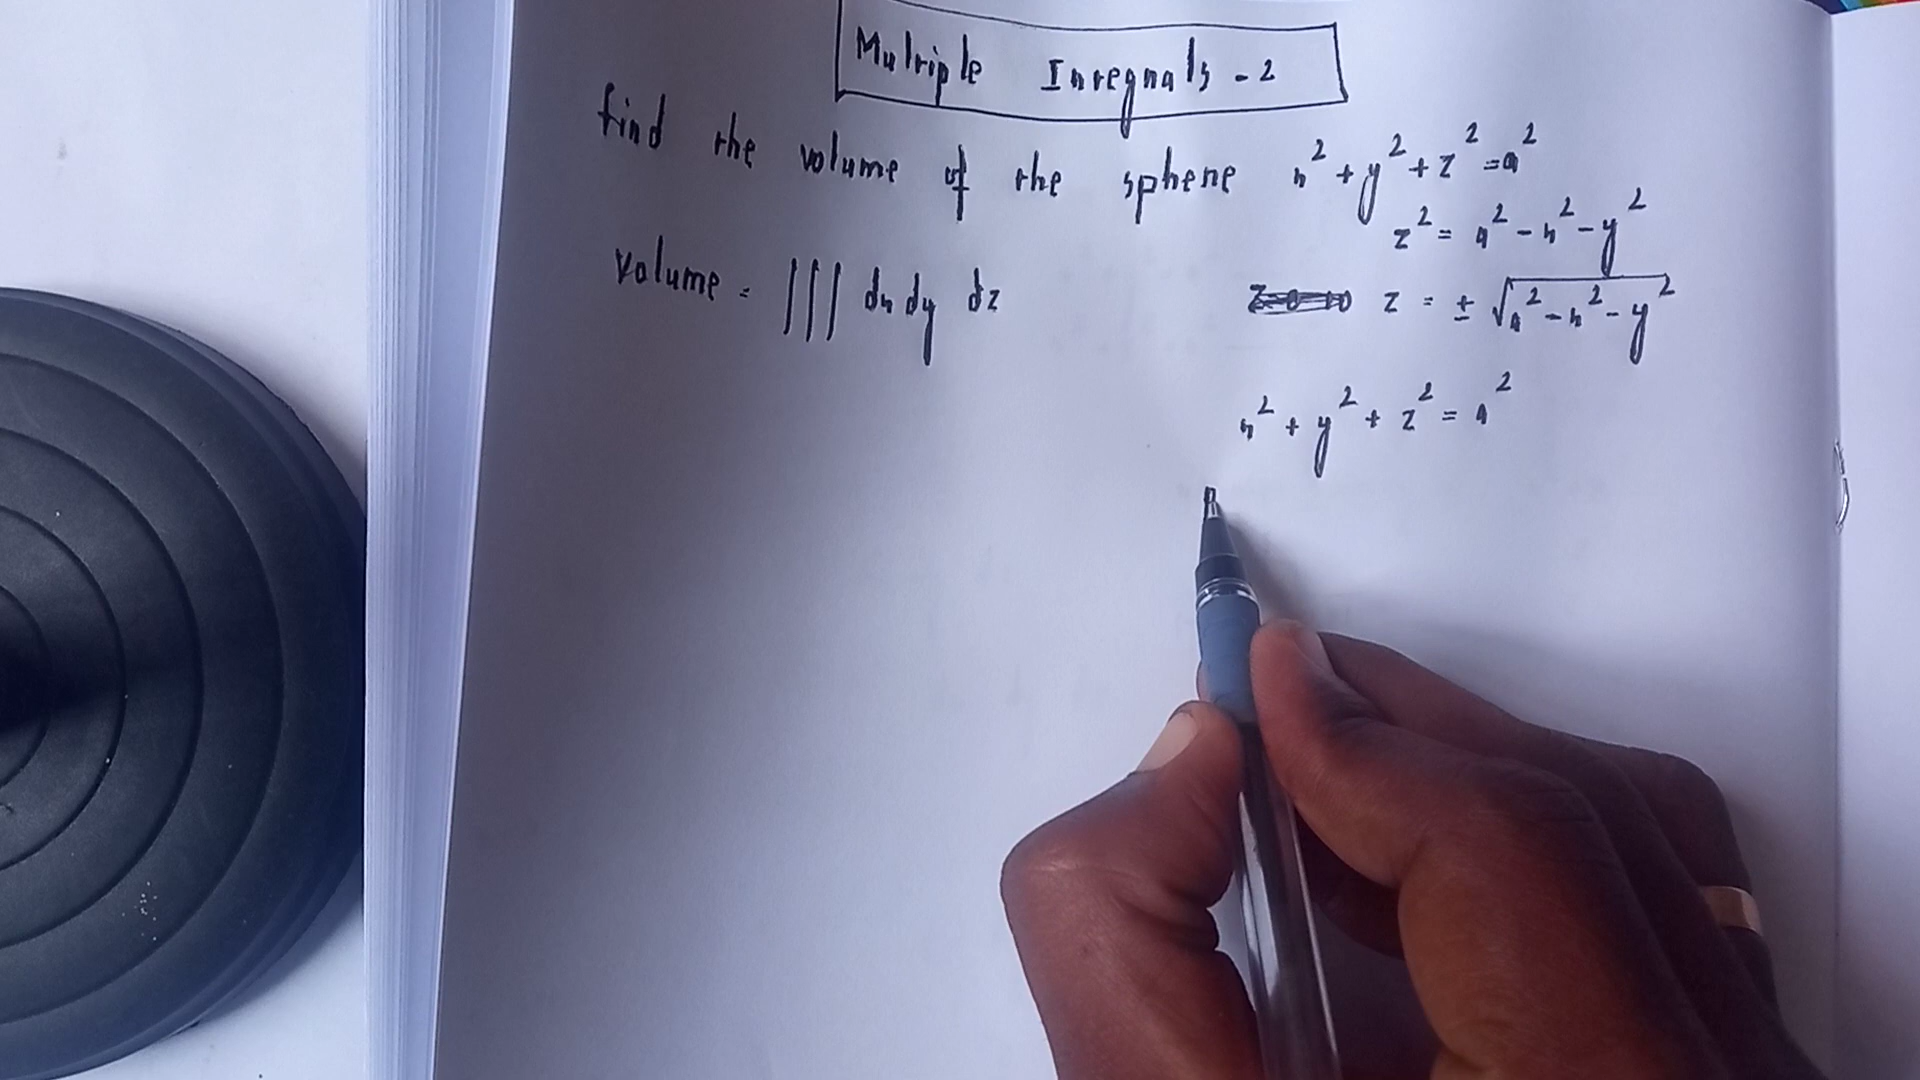 Multiple Integrals - 2
find the volume of the sphere x² + y² + z² = a²
z² = a² - x² - y²
volume = ∫∫∫ dx dy dz
z = ± √a² - x² - y²
x² + y² + z² = a²